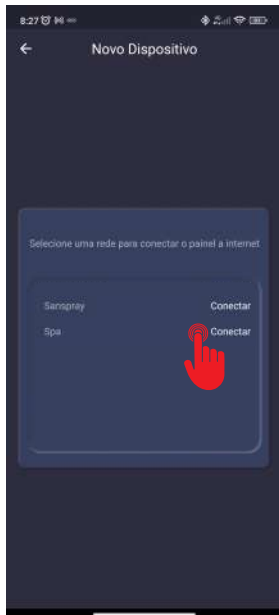 8:27
Novo Dispositivo
Selecione uma rede para conectar o painel a internet
Sanspray Conectar
Spa Conectar